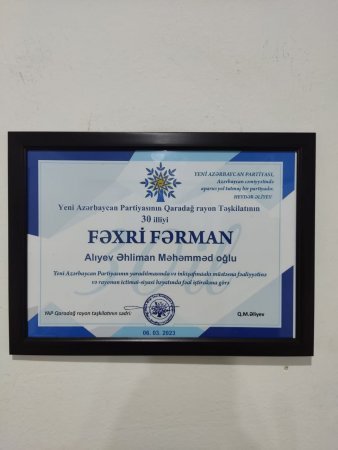 YENİ AZƏRBAYCAN PARTİYASI,
Azərbaycan cəmiyyətində
aparıcı yol tutmuş bir partiyadır.
HEYDƏR ƏLİYEV
Yeni Azərbaycan Partiyasının Qaradağ rayon Təşkilatının
30 illiyi
FƏXRİ FƏRMAN
Alıyev Əhliman Məhəmməd oğlu
Yeni Azərbaycan Partiyasının yaradılmasında və inkişafındakı müstəsna fəaliyyətinə
və rayonun ictimai-siyasi həyatında fəal iştirakına görə
YAP Qaradağ rayon təşkilatının sədri:
Q.M.Əliyev
06. 03. 2023